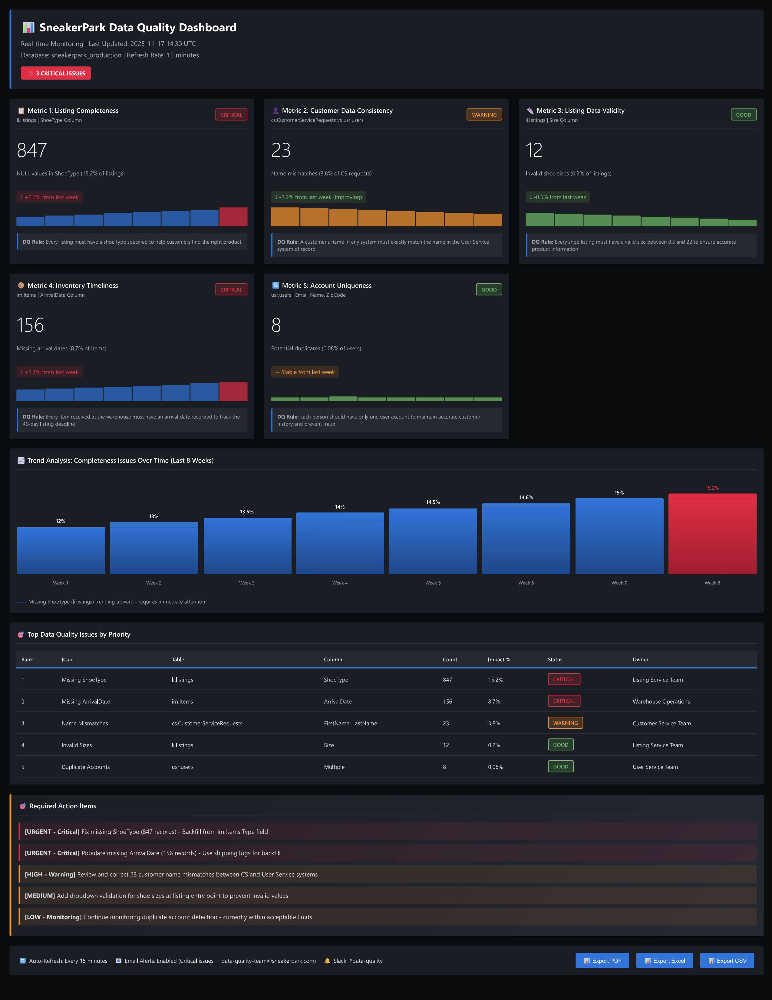 SneakerPark Data Quality Dashboard
Real-time Monitoring | Last Updated: 2025-11-17 14:30 UTC
Database: sneakerpark_production | Refresh Rate: 15 minutes
3 CRITICAL ISSUES
Metric 1: Listing Completeness
li.listings | ShoeType Column
CRITICAL
847
NULL values in ShoeType (15.2% of listings)
↑ +2.3% from last week
DQ Rule: Every listing must have a shoe type specified to help customers find the right product
Metric 2: Customer Data Consistency
cs.CustomerServiceRequests vs usr.users
WARNING
23
Name mismatches (3.8% of CS requests)
↓ -1.2% from last week (improving)
DQ Rule: A customer's name in any system must exactly match the name in the User Service
system of record
Metric 3: Listing Data Validity
li.listings | Size Column
GOOD
12
Invalid shoe sizes (0.2% of listings)
↓ -0.5% from last week
DQ Rule: Every shoe listing must have a valid size between 0.5 and 22 to ensure accurate
product information
Metric 4: Inventory Timeliness
im.Items | ArrivalDate Column
CRITICAL
156
Missing arrival dates (8.7% of items)
↑ +1.1% from last week
DQ Rule: Every item received at the warehouse must have an arrival date recorded to track the
45-day listing deadline
Metric 5: Account Uniqueness
usr.users | Email, Name, ZipCode
GOOD
8
Potential duplicates (0.08% of users)
→ Stable from last week
DQ Rule: Each person should have only one user account to maintain accurate customer
history and prevent fraud
Trend Analysis: Completeness Issues Over Time (Last 8 Weeks)
12% 13% 13.5% 14% 14.5% 14.8% 15% 15.2%
Week 1 Week 2 Week 3 Week 4 Week 5 Week 6 Week 7 Week 8
Missing ShoeType (li.listings) trending upward - requires immediate attention
Top Data Quality Issues by Priority
Rank Issue Table Column Count Impact % Status Owner
1 Missing ShoeType li.listings ShoeType 847 15.2% CRITICAL Listing Service Team
2 Missing ArrivalDate im.Items ArrivalDate 156 8.7% CRITICAL Warehouse Operations
3 Name Mismatches cs.CustomerServiceRequests FirstName, LastName 23 3.8% WARNING Customer Service Team
4 Invalid Sizes li.listings Size 12 0.2% GOOD Listing Service Team
5 Duplicate Accounts usr.users Multiple 8 0.08% GOOD User Service Team
Required Action Items
[URGENT - Critical] Fix missing ShoeType (847 records) - Backfill from im.Items.Type field
[URGENT - Critical] Populate missing ArrivalDate (156 records) - Use shipping logs for backfill
[HIGH - Warning] Review and correct 23 customer name mismatches between CS and User Service systems
[MEDIUM] Add dropdown validation for shoe sizes at listing entry point to prevent invalid values
[LOW - Monitoring] Continue monitoring duplicate account detection - currently within acceptable limits
Auto-Refresh: Every 15 minutes Email Alerts: Enabled (Critical issues → data-quality-team@sneakerpark.com) Slack: #data-quality
Export PDF Export Excel Export CSV